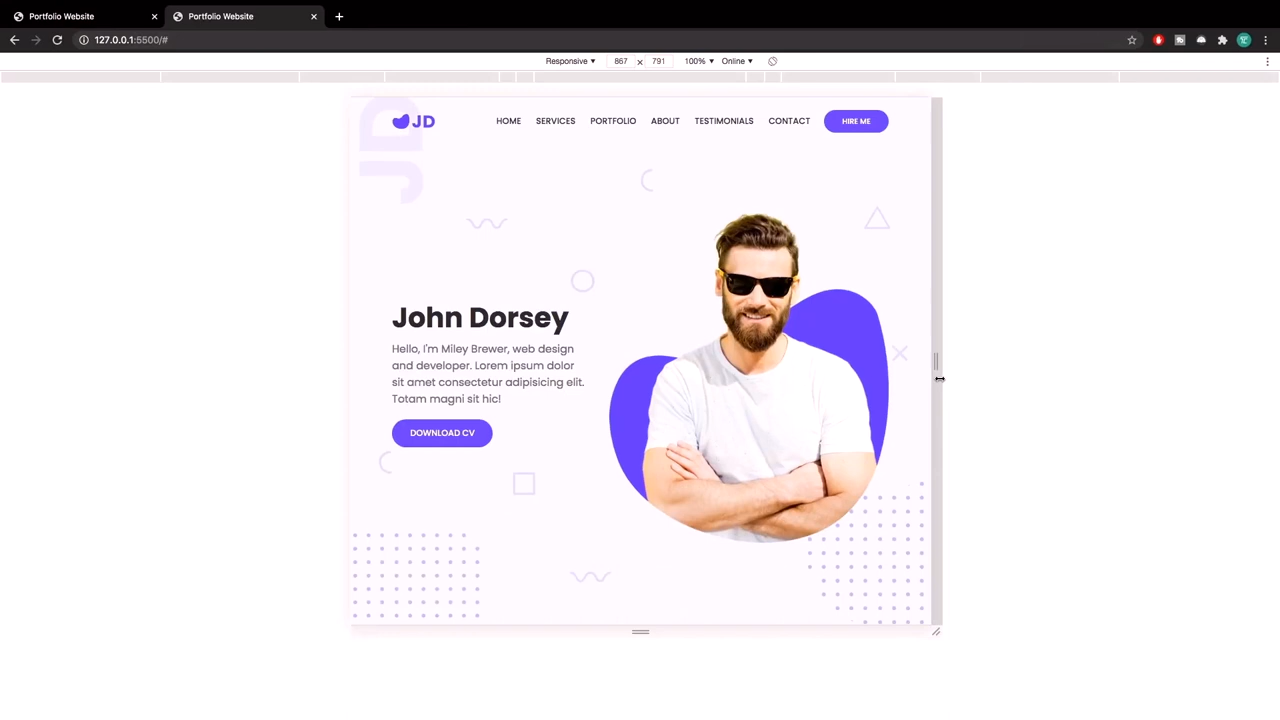 Portfolio Website
Portfolio Website
127.0.0.1:5500/#
Responsive 867 × 791 100% Online
JD
JD HOME SERVICES PORTFOLIO ABOUT TESTIMONIALS CONTACT HIRE ME
John Dorsey
Hello, I'm Miley Brewer, web design
and developer. Lorem ipsum dolor
sit amet consectetur adipisicing elit.
Totam magni sit hic!
DOWNLOAD CV